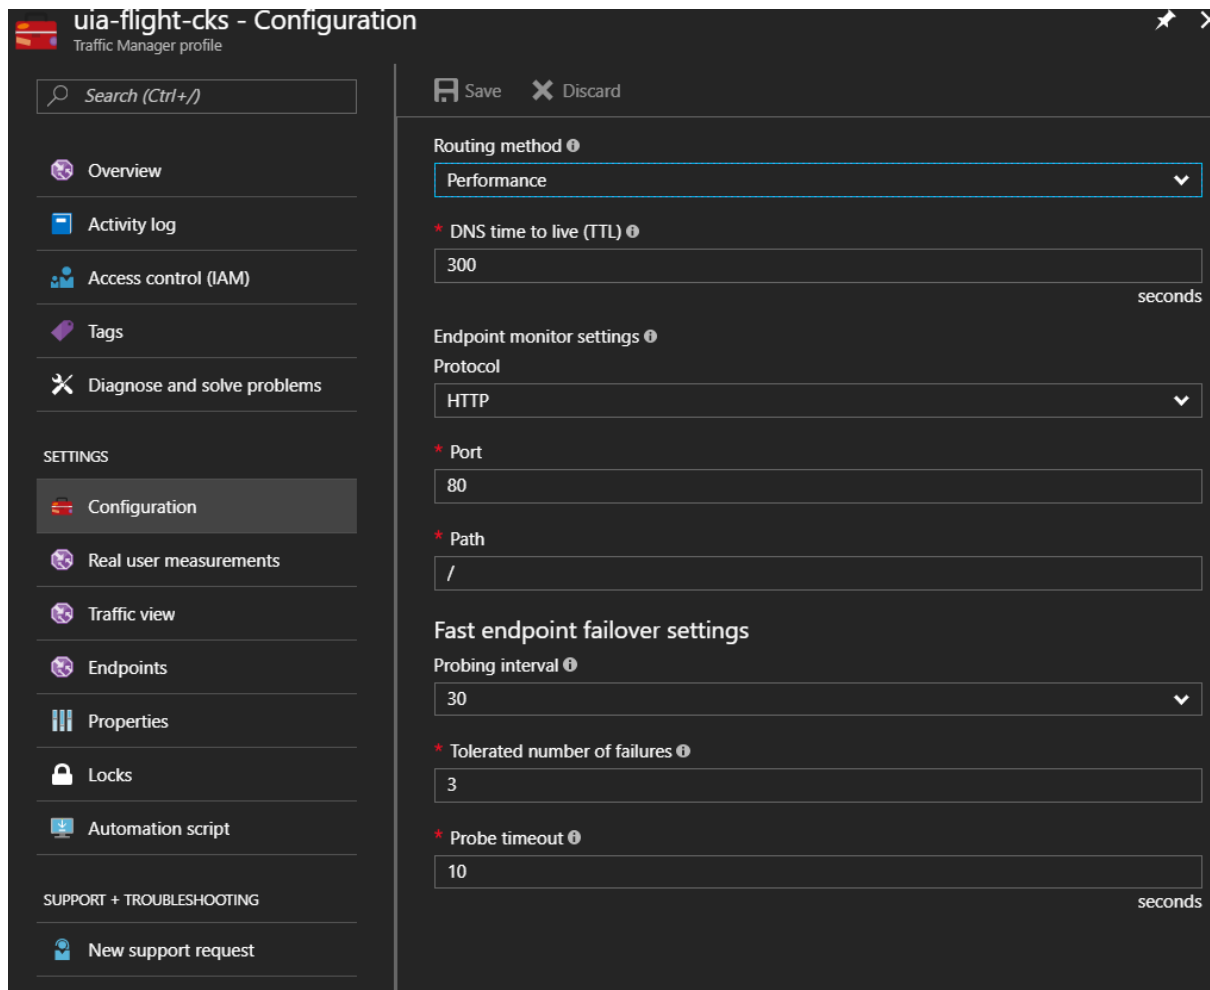 uia-flight-cks - Configuration
Traffic Manager profile
Search (Ctrl+/)
Overview
Activity log
Access control (IAM)
Tags
Diagnose and solve problems
SETTINGS
Configuration
Real user measurements
Traffic view
Endpoints
Properties
Locks
Automation script
SUPPORT + TROUBLESHOOTING
New support request
Save Discard
Routing method
Performance
* DNS time to live (TTL)
300
seconds
Endpoint monitor settings
Protocol
HTTP
* Port
80
* Path
/
Fast endpoint failover settings
Probing interval
30
* Tolerated number of failures
3
* Probe timeout
10
seconds